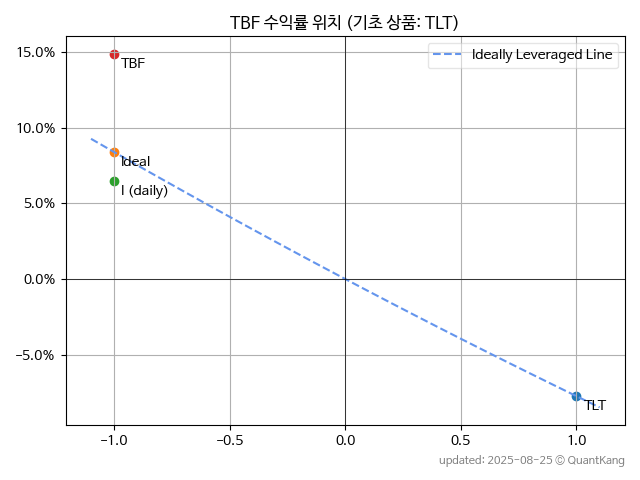 TBF 수익률 위치 (기초 상품: TLT)
15.0%
10.0%
5.0%
0.0%
−5.0%
Ideally Leveraged Line
TBF
Ideal
I (daily)
TLT
−1.0
−0.5
0.0
0.5
1.0
updated: 2025-08-25 © QuantKang